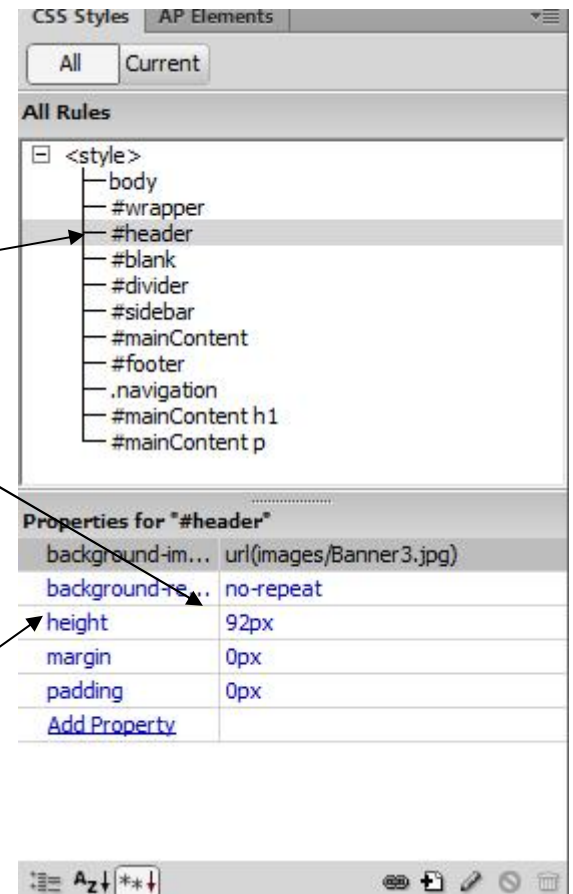 CSS Styles AP Elements
All Current
All Rules
<style>
body
#wrapper
#header
#blank
#divider
#sidebar
#mainContent
#footer
.navigation
#mainContent h1
#mainContent p
Properties for "#header"
background-im... url(images/Banner3.jpg)
background-re... no-repeat
height 92px
margin 0px
padding 0px
Add Property
Az↓ **↓